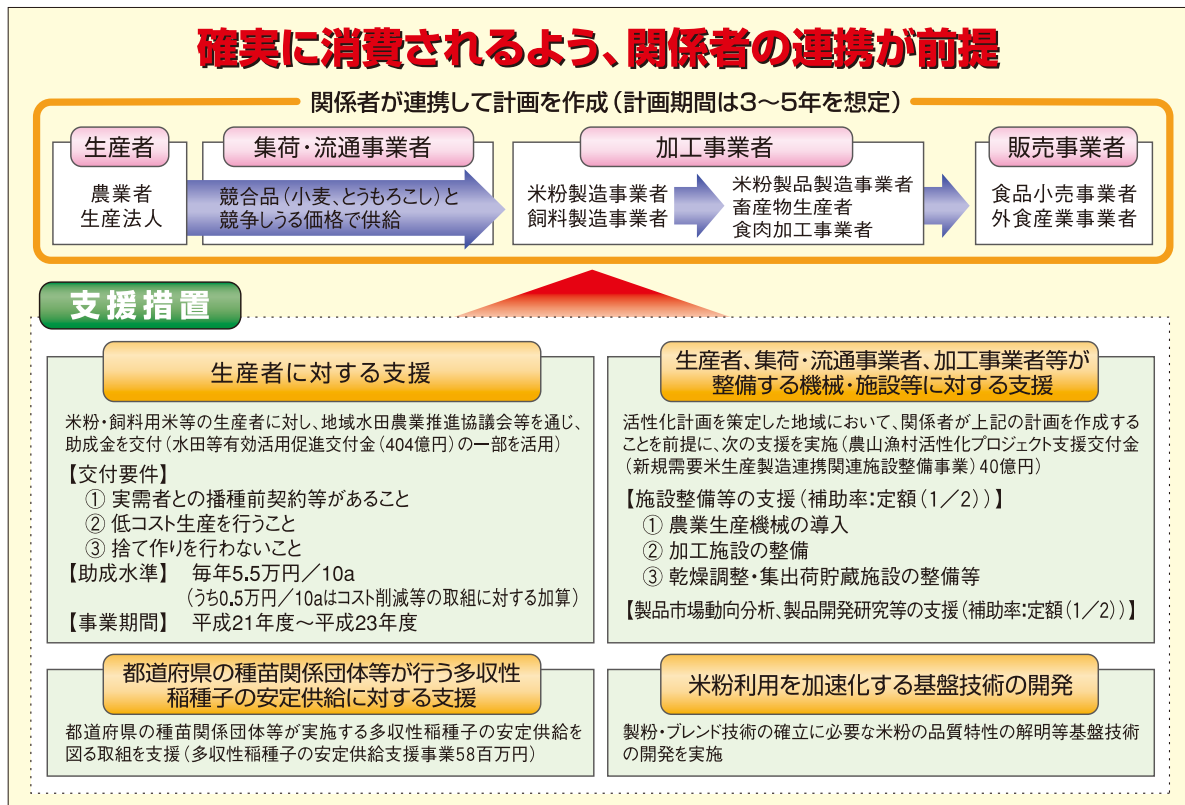 確実に消費されるよう、関係者の連携が前提
関係者が連携して計画を作成（計画期間は3〜5年を想定）
生産者
農業者
生産法人
集荷・流通事業者
競合品（小麦、とうもろこし）と
競争しうる価格で供給
加工事業者
米粉製造事業者
飼料製造事業者
米粉製品製造事業者
畜産物生産者
食肉加工事業者
販売事業者
食品小売事業者
外食産業事業者
支援措置
生産者に対する支援
米粉・飼料用米等の生産者に対し、地域水田農業推進協議会等を通じ、
助成金を交付（水田等有効活用促進交付金（404億円）の一部を活用）
【交付要件】
① 実需者との播種前契約等があること
② 低コスト生産を行うこと
③ 捨て作りを行わないこと
【助成水準】 毎年5.5万円／10a
（うち0.5万円／10aはコスト削減等の取組に対する加算）
【事業期間】 平成21年度〜平成23年度
生産者、集荷・流通事業者、加工事業者等が
整備する機械・施設等に対する支援
活性化計画を策定した地域において、関係者が上記の計画を作成する
ことを前提に、次の支援を実施（農山漁村活性化プロジェクト支援交付金
（新規需要米生産製造連携関連施設整備事業）40億円）
【施設整備等の支援（補助率：定額（1／2））】
① 農業生産機械の導入
② 加工施設の整備
③ 乾燥調整・集出荷貯蔵施設の整備等
【製品市場動向分析、製品開発研究等の支援（補助率：定額（1／2））】
都道府県の種苗関係団体等が行う多収性
稲種子の安定供給に対する支援
都道府県の種苗関係団体等が実施する多収性稲種子の安定供給を
図る取組を支援（多収性稲種子の安定供給支援事業58百万円）
米粉利用を加速化する基盤技術の開発
製粉・ブレンド技術の確立に必要な米粉の品質特性の解明等基盤技術
の開発を実施